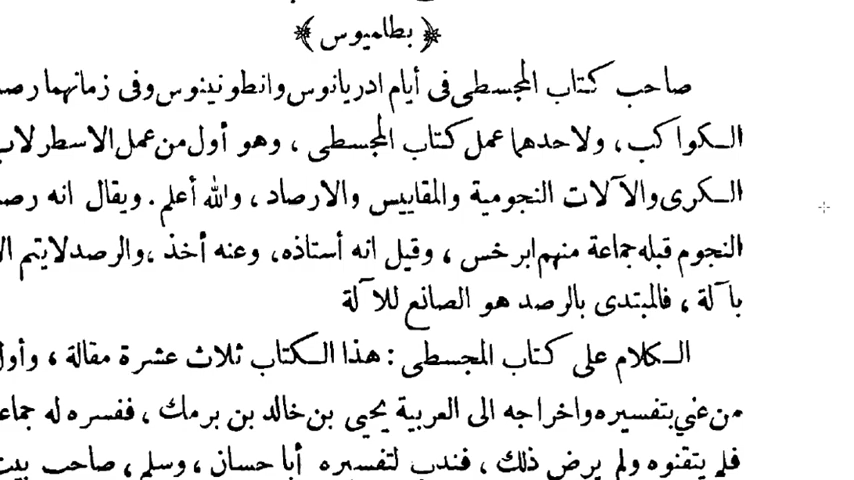 ﴿ بطلميوس ﴾
صاحب كتاب المجسطى فى أيام ادريانوس وانطونينوس وفى زمانهما رصد
الكواكب ، ولاحدهما عمل كتاب المجسطى ، وهو أول من عمل الاسطرلاب
الكرى والآلات النجومية والمقاييس والارصاد ، والله أعلم . ويقال انه رصد
النجوم قبله جماعة منهم ابرخس ، وقيل انه أستاذه، وعنه أخذ ،والرصد لايتم الا
بآلة ، فالمبتدى بالرصد هو الصانع للآلة
الكلام على كتاب المجسطى : هذا الكتاب ثلاث عشرة مقالة ، وأول
من عني بتفسيره واخراجه الى العربية يحيى بن خالد بن برمك ، ففسره له جماعة
فلم يتقنوه ولم يرض ذلك ، فندب لتفسيره أبا حسان ، وسلم ، صاحب بيت